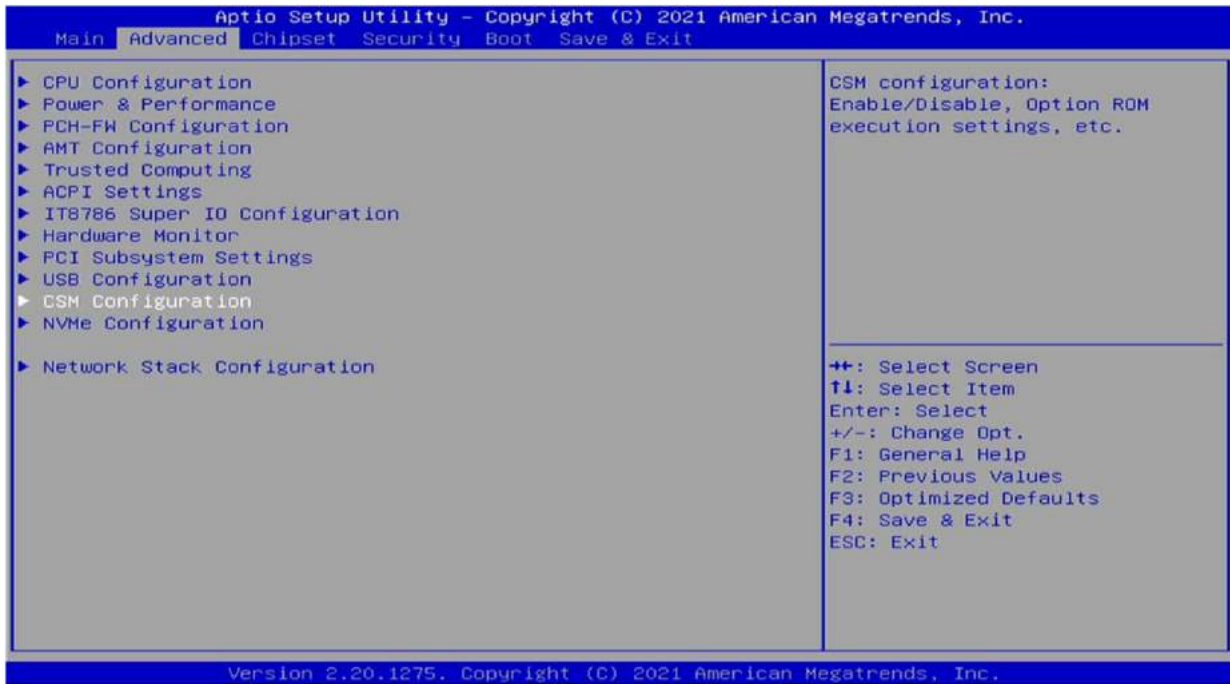 Aptio Setup Utility – Copyright (C) 2021 American Megatrends, Inc.
Main Advanced Chipset Security Boot Save & Exit
► CPU Configuration
► Power & Performance
► PCH-FW Configuration
► AMT Configuration
► Trusted Computing
► ACPI Settings
► IT8786 Super IO Configuration
► Hardware Monitor
► PCI Subsystem Settings
► USB Configuration
► CSM Configuration
► NVMe Configuration
► Network Stack Configuration
CSM configuration:
Enable/Disable, Option ROM
execution settings, etc.
→←: Select Screen
↑↓: Select Item
Enter: Select
+/-: Change Opt.
F1: General Help
F2: Previous Values
F3: Optimized Defaults
F4: Save & Exit
ESC: Exit
Version 2.20.1275. Copyright (C) 2021 American Megatrends, Inc.